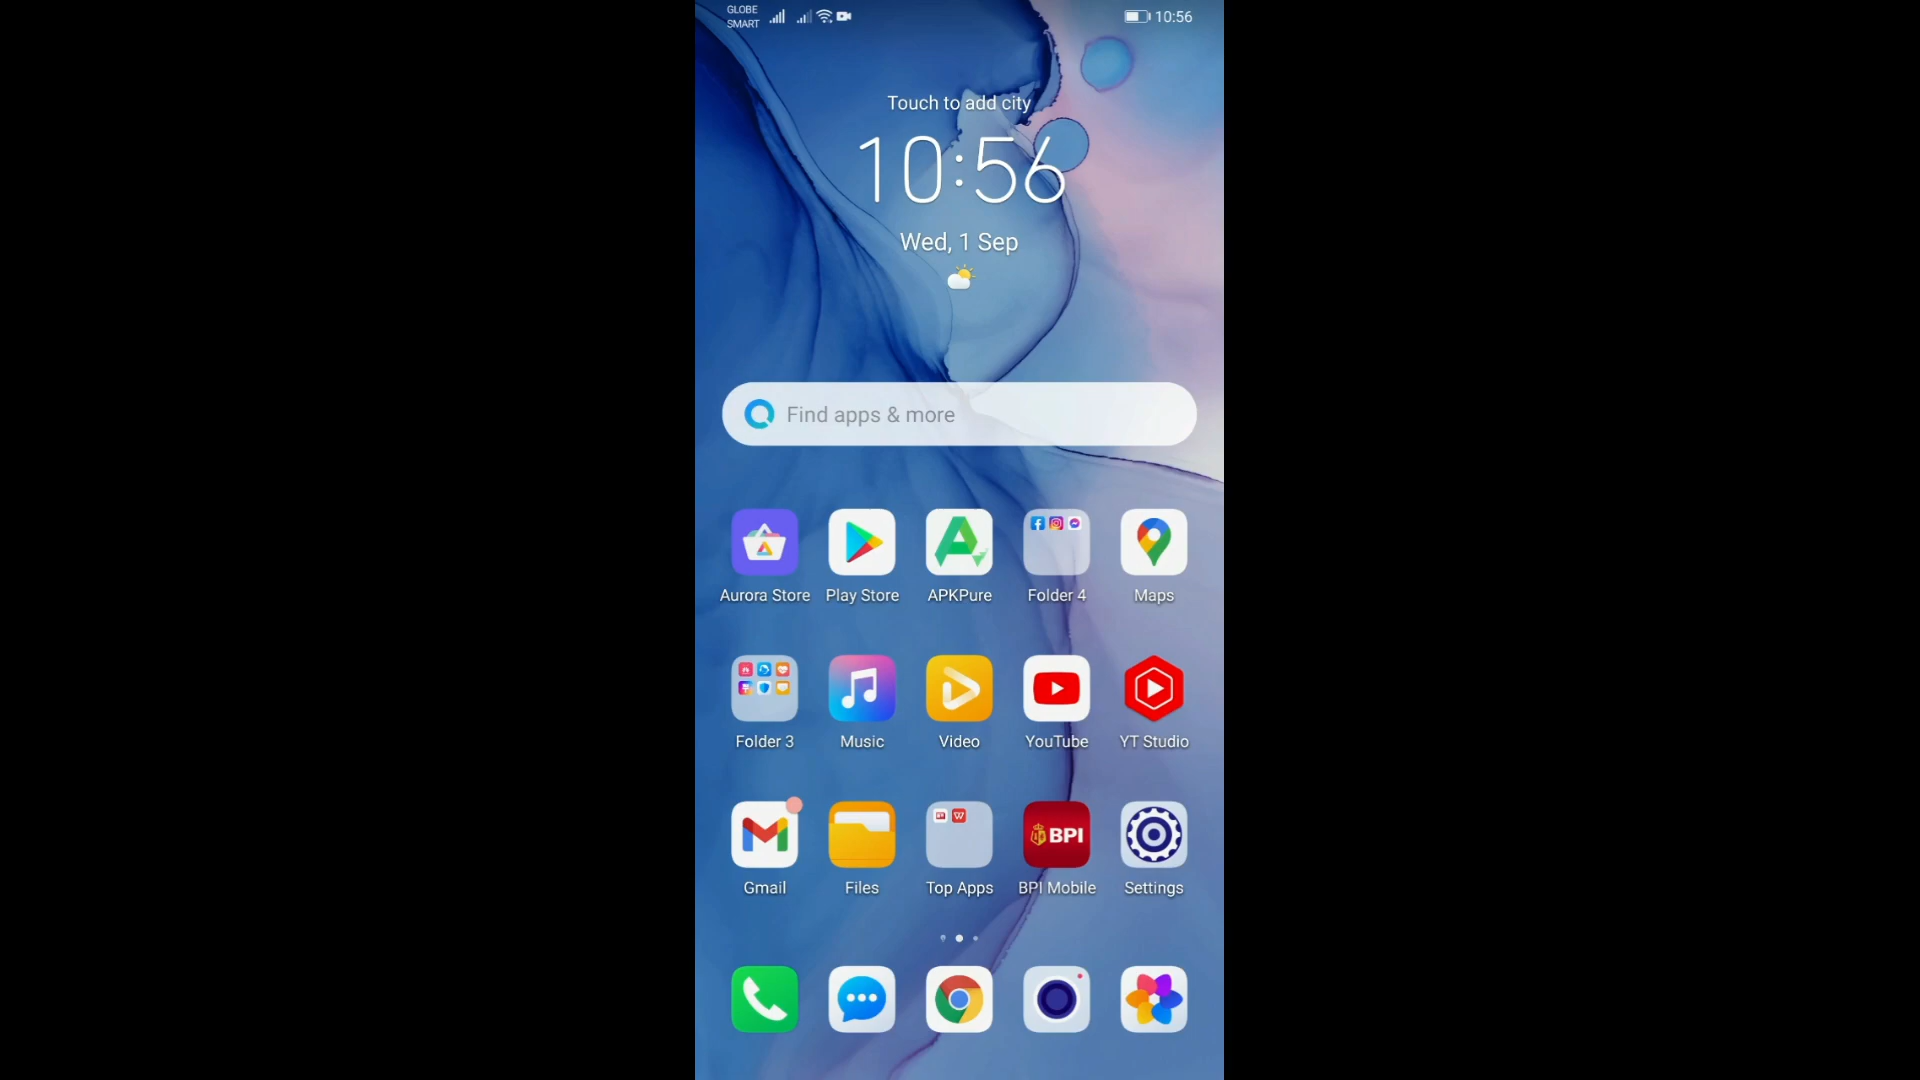 GLOBE
SMART
10:56
Touch to add city
10:56
Wed, 1 Sep
Find apps & more
Aurora Store
Play Store
APKPure
Folder 4
Maps
Folder 3
Music
Video
YouTube
YT Studio
BPI
Gmail
Files
Top Apps
BPI Mobile
Settings